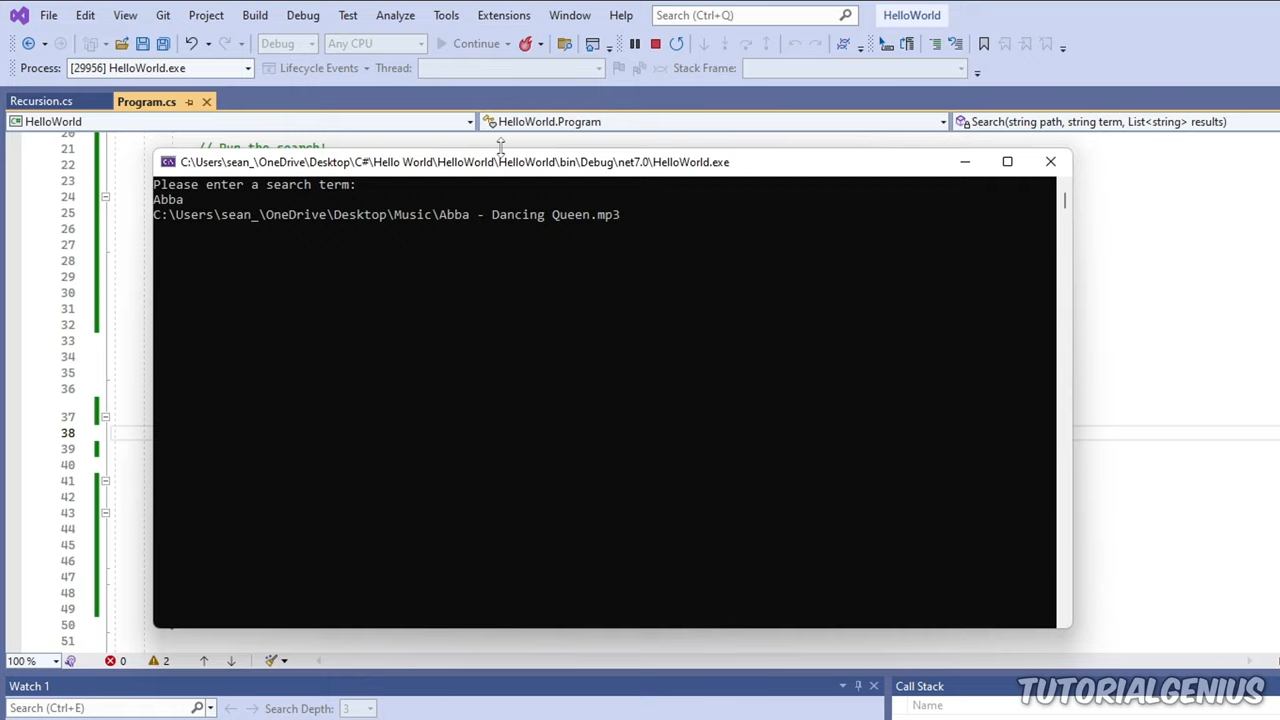 File Edit View Git Project Build Debug Test Analyze Tools Extensions Window Help Search (Ctrl+Q) HelloWorld
Debug Any CPU Continue
Process: [29956] HelloWorld.exe Lifecycle Events Thread: Stack Frame:
Recursion.cs Program.cs
HelloWorld HelloWorld.Program Search(string path, string term, List<string> results)
20
21 // Run the search!
C:\Users\sean_\OneDrive\Desktop\C#\Hello World\HelloWorld\HelloWorld\bin\Debug\net7.0\HelloWorld.exe
22
Please enter a search term:
23
Abba
24
C:\Users\sean_\OneDrive\Desktop\Music\Abba - Dancing Queen.mp3
25
26
27
28
29
30
31
32
33
34
35
36
37
38
39
40
41
42
43
44
45
46
47
48
49
50
51
100 % 0 2
Watch 1 Call Stack
Search (Ctrl+E) Search Depth: 3 Name
TUTORIALGENIUS